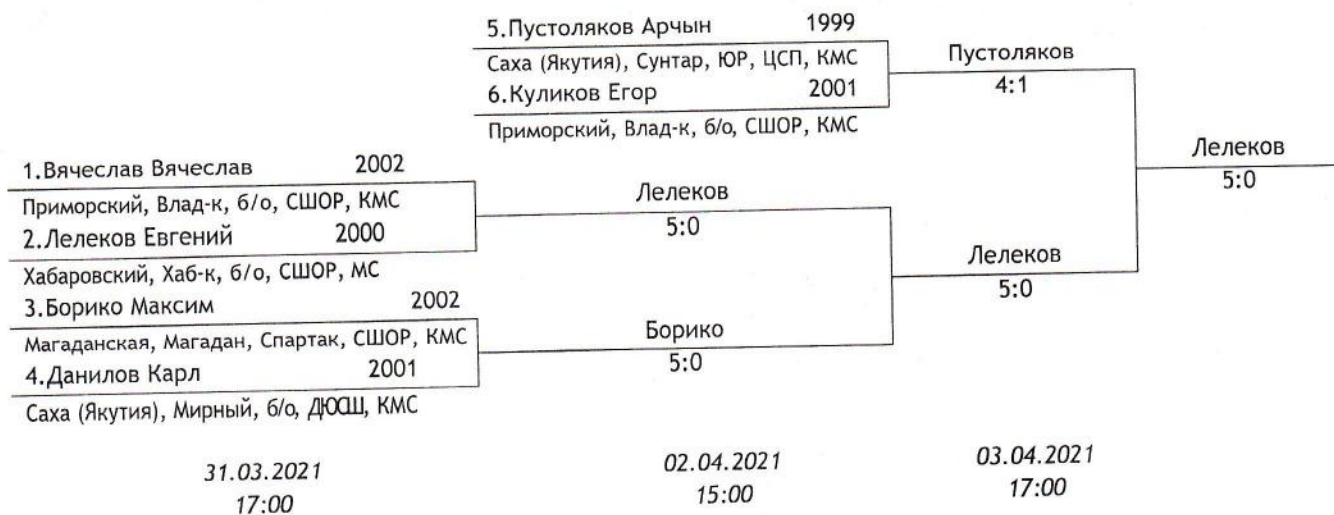 5.Пустоляков Арчын 1999
Саха (Якутия), Сунтар, ЮР, ЦСП, КМС
6.Куликов Егор 2001
Приморский, Влад-к, б/о, СШОР, КМС
Пустоляков
4:1
Лелеков
5:0
1.Вячеслав Вячеслав 2002
Приморский, Влад-к, б/о, СШОР, КМС
2.Лелеков Евгений 2000
Хабаровский, Хаб-к, б/о, СШОР, МС
3.Борико Максим 2002
Магаданская, Магадан, Спартак, СШОР, КМС
4.Данилов Карл 2001
Саха (Якутия), Мирный, б/о, ДЮСШ, КМС
Лелеков
5:0
Борико
5:0
Лелеков
5:0
31.03.2021
17:00
02.04.2021
15:00
03.04.2021
17:00